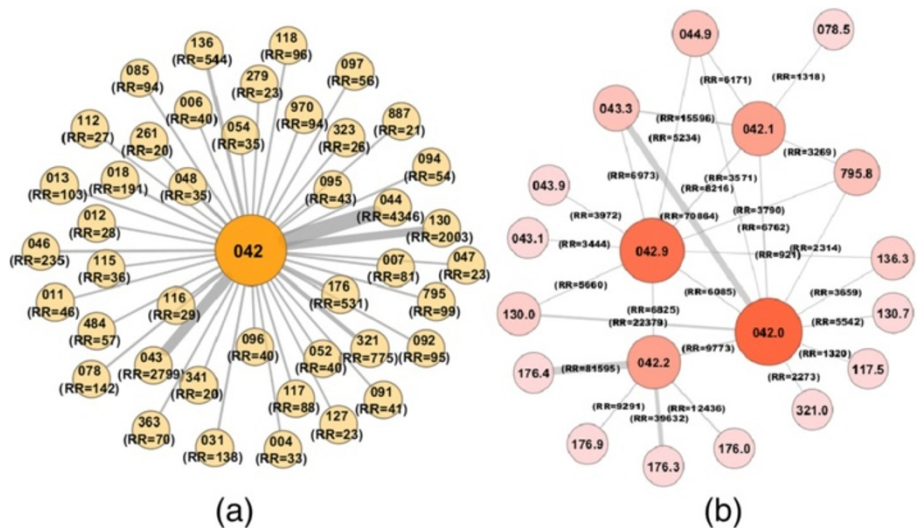 136
(RR=544)
118
(RR=96)
085
(RR=94)
279
(RR=23)
097
(RR=56)
006
(RR=40)
970
(RR=94)
887
(RR=21)
112
(RR=27)
261
(RR=20)
054
(RR=35)
323
(RR=26)
094
(RR=54)
013
(RR=103)
018
(RR=191)
048
(RR=35)
095
(RR=43)
044
(RR=4346)
130
(RR=2003)
012
(RR=28)
046
(RR=235)
042
115
(RR=36)
007
(RR=81)
047
(RR=23)
011
(RR=46)
116
(RR=29)
176
(RR=531)
795
(RR=99)
484
(RR=57)
043
(RR=2799)
096
(RR=40)
052
(RR=40)
321
(RR=775)
092
(RR=95)
078
(RR=142)
341
(RR=20)
117
(RR=88)
091
(RR=41)
363
(RR=70)
031
(RR=138)
004
(RR=33)
127
(RR=23)
(a)
044.9
078.5
(RR=6171)
(RR=1318)
043.3
(RR=15596)
042.1
(RR=5234)
(RR=3269)
795.8
(RR=6973)
(RR=3571)
(RR=8216)
043.9
(RR=3972)
(RR=70864)
(RR=3790)
(RR=6762)
043.1
(RR=3444)
042.9
(RR=921)
(RR=2314)
136.3
(RR=5660)
(RR=6085)
(RR=3659)
130.0
(RR=6825)
(RR=22379)
042.0
(RR=5542)
130.7
(RR=9773)
(RR=1320)
117.5
176.4
(RR=81595)
042.2
(RR=2273)
321.0
(RR=9291)
(RR=39632)
(RR=12436)
176.9
176.3
176.0
(b)